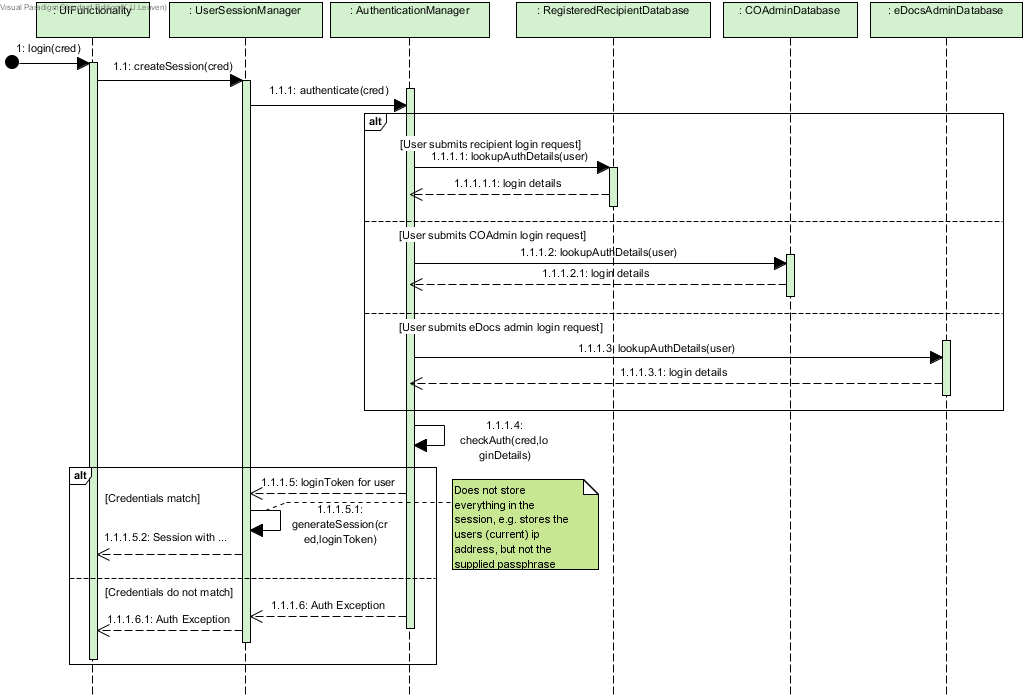 : UIFunctionality
: UserSessionManager
: AuthenticationManager
: RegisteredRecipientDatabase
: COAdminDatabase
: eDocsAdminDatabase
1: login(cred)
1.1: createSession(cred)
1.1.1: authenticate(cred)
alt
[User submits recipient login request]
1.1.1.1: lookupAuthDetails(user)
1.1.1.1.1: login details
[User submits COAdmin login request]
1.1.1.2: lookupAuthDetails(user)
1.1.1.2.1: login details
[User submits eDocs admin login request]
1.1.1.3: lookupAuthDetails(user)
1.1.1.3.1: login details
1.1.1.4:
checkAuth(cred,lo
ginDetails)
alt
[Credentials match]
1.1.1.5: loginToken for user
1.1.1.5.1:
generateSession(cr
ed,loginToken)
1.1.1.5.2: Session with ...
Does not store
everything in the
session, e.g. stores the
users (current) ip
address, but not the
supplied passphrase
[Credentials do not match]
1.1.1.6: Auth Exception
1.1.1.6.1: Auth Exception